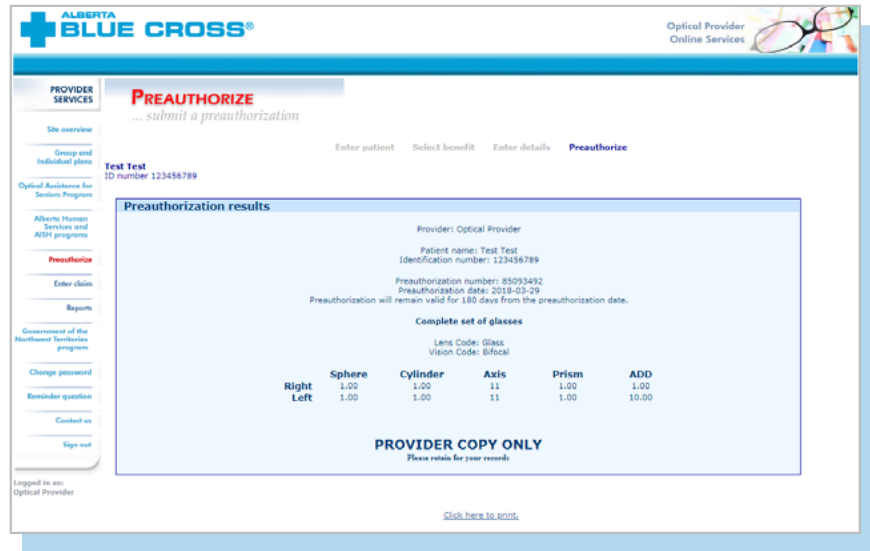 ALBERTA
BLUE CROSS®
Optical Provider
Online Services
PROVIDER
SERVICES
Site overview
Group and
Individual plans
Optical Assistance for
Seniors Program
Alberta Human
Services and
AISH programs
Preauthorize
Enter claim
Reports
Government of the
Northwest Territories
program
Change password
Reminder question
Contact us
Sign out
Logged in as:
Optical Provider
PREAUTHORIZE
... submit a preauthorization
Enter patient Select benefit Enter details Preauthorize
Test Test
ID number 123456789
Preauthorization results
Provider: Optical Provider
Patient name: Test Test
Identification number: 123456789
Preauthorization number: 85093492
Preauthorization date: 2018-03-29
Preauthorization will remain valid for 180 days from the preauthorization date.
Complete set of glasses
Lens Code: Glass
Vision Code: Bifocal
Sphere Cylinder Axis Prism ADD
Right 1.00 1.00 11 1.00 1.00
Left 1.00 1.00 11 1.00 10.00
PROVIDER COPY ONLY
Please retain for your records
Click here to print.